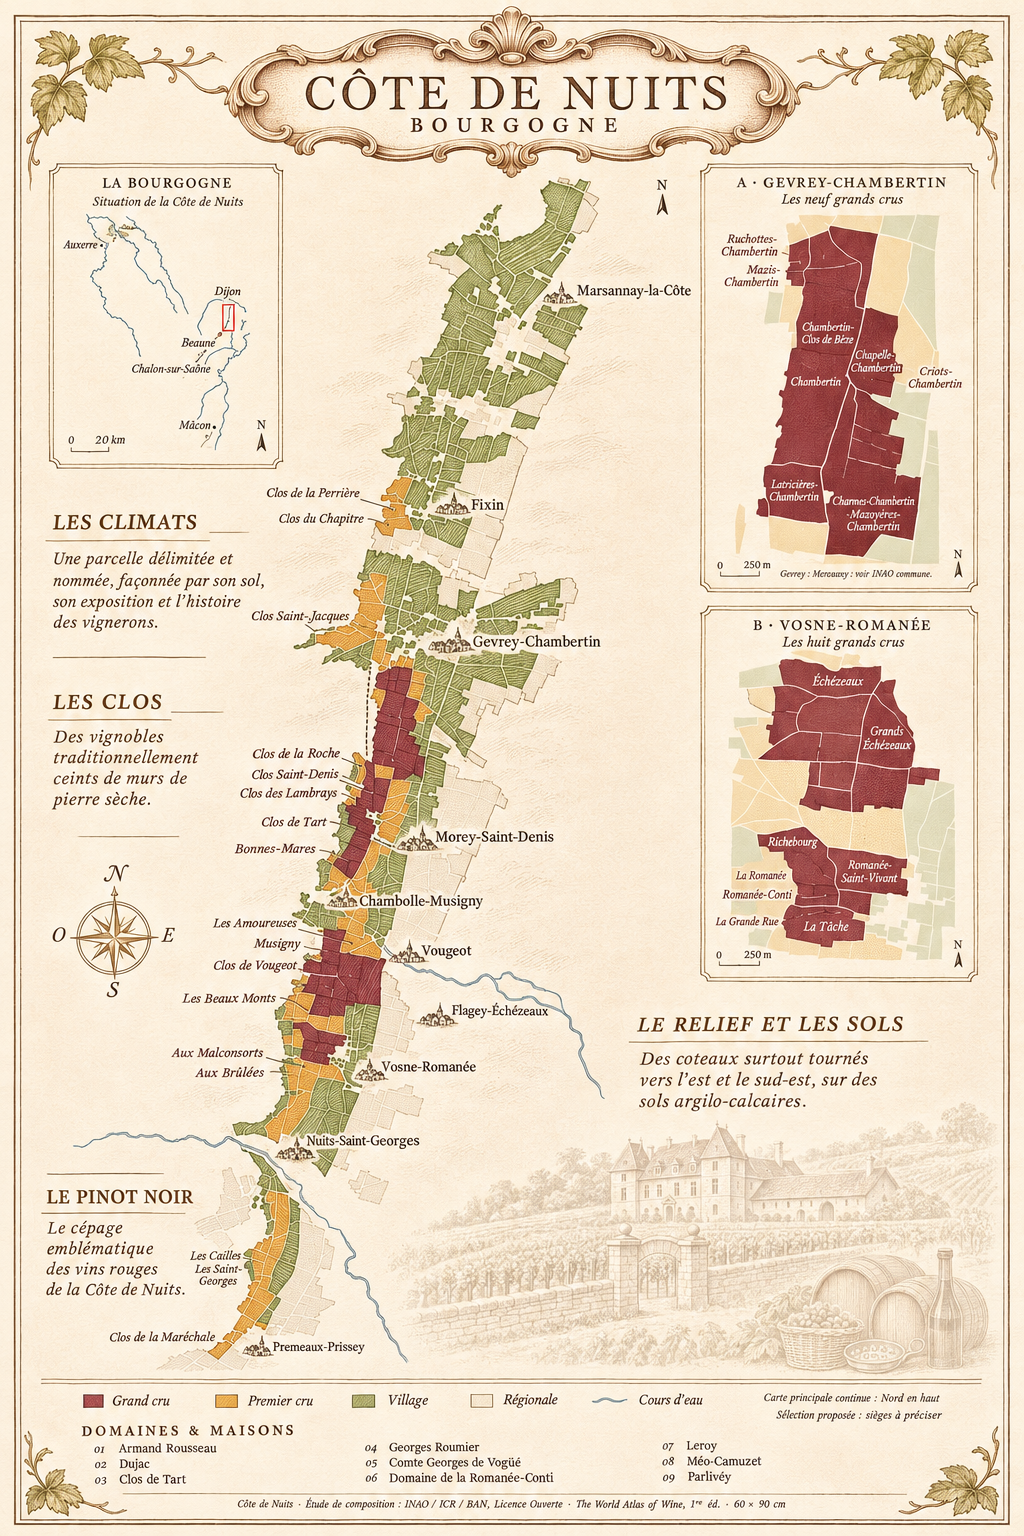 CÔTE DE NUITS
BOURGOGNE
LA BOURGOGNE
Situation de la Côte de Nuits
Auxerre
Dijon
Beaune
Chalon-sur-Saône
Mâcon
N
0 20 km
N
Marsannay-la-Côte
Clos de la Perrière
Clos du Chapitre
Fixin
Clos Saint-Jacques
Gevrey-Chambertin
Clos de la Roche
Clos Saint-Denis
Clos des Lambrays
Clos de Tart
Morey-Saint-Denis
Bonnes-Mares
Chambolle-Musigny
Les Amoureuses
Musigny
Vougeot
Clos de Vougeot
Les Beaux Monts
Flagey-Échézeaux
Aux Malconsorts
Aux Brûlées
Vosne-Romanée
Nuits-Saint-Georges
Les Cailles
Les Saint-
Georges
Clos de la Maréchale
Premeaux-Prissey
A · GEVREY-CHAMBERTIN
Les neuf grands crus
Ruchottes-
Chambertin
Mazis-
Chambertin
Chambertin-
Clos de Bèze
Chapelle-
Chambertin
Chambertin
Criots-
Chambertin
Latricières-
Chambertin
Charmes-Chambertin
-Mazoyères-
Chambertin
0 250 m
N
B · VOSNE-ROMANÉE
Les huit grands crus
Échézeaux
Grands
Échézeaux
Richebourg
Romanée-
Saint-Vivant
La Romanée
Romanée-Conti
La Grande Rue
La Tâche
0 250 m
N
LES CLIMATS
Une parcelle délimitée et
nommée, façonnée par son sol,
son exposition et l'histoire
des vignerons.
LES CLOS
Des vignobles
traditionnellement
ceints de murs de
pierre sèche.
N
O E
S
LE RELIEF ET LES SOLS
Des coteaux surtout tournés
vers l'est et le sud-est, sur des
sols argilo-calcaires.
LE PINOT NOIR
Le cépage
emblématique
des vins rouges
de la Côte de Nuits.
Grand cru Premier cru Village Régionale Cours d'eau
Carte principale continue : Nord en haut
Sélection proposée : sièges à préciser
DOMAINES & MAISONS
01 Armand Rousseau
02 Dujac
03 Clos de Tart
04 Georges Roumier
05 Comte Georges de Vogüé
06 Domaine de la Romanée-Conti
07 Leroy
08 Méo-Camuzet
09 Parlivéy
Côte de Nuits · Étude de composition : INAO / ICR / BAN, Licence Ouverte · The World Atlas of Wine, 1re éd. · 60 × 90 cm